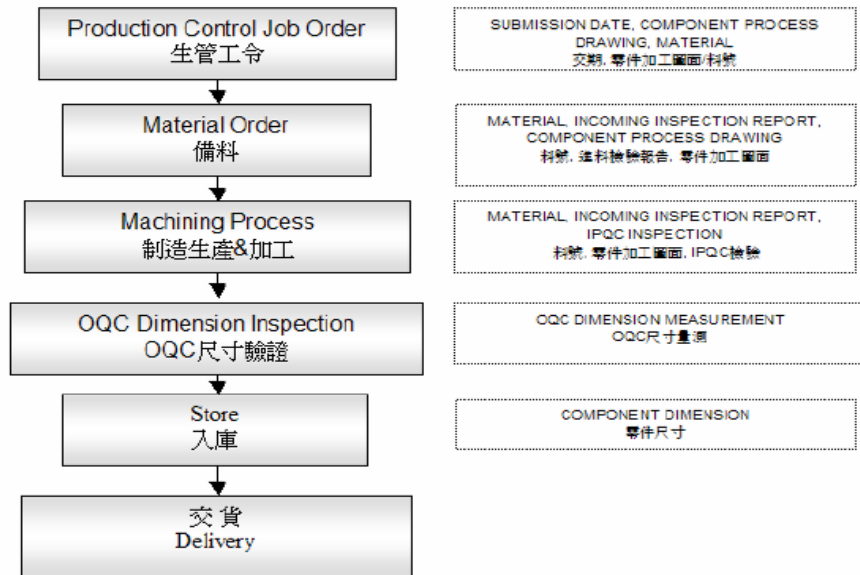 Production Control Job Order
生管工令
SUBMISSION DATE, COMPONENT PROCESS
DRAWING, MATERIAL
交期, 零件加工圖面/料號
Material Order
備料
MATERIAL, INCOMING INSPECTION REPORT,
COMPONENT PROCESS DRAWING
料號, 進料檢驗報告, 零件加工圖面
Machining Process
制造生產&加工
MATERIAL, INCOMING INSPECTION REPORT,
IPQC INSPECTION
料號, 零件加工圖面, IPQC檢驗
OQC Dimension Inspection
OQC尺寸驗證
OQC DIMENSION MEASUREMENT
OQC尺寸量測
Store
入庫
COMPONENT DIMENSION
零件尺寸
交 貨
Delivery